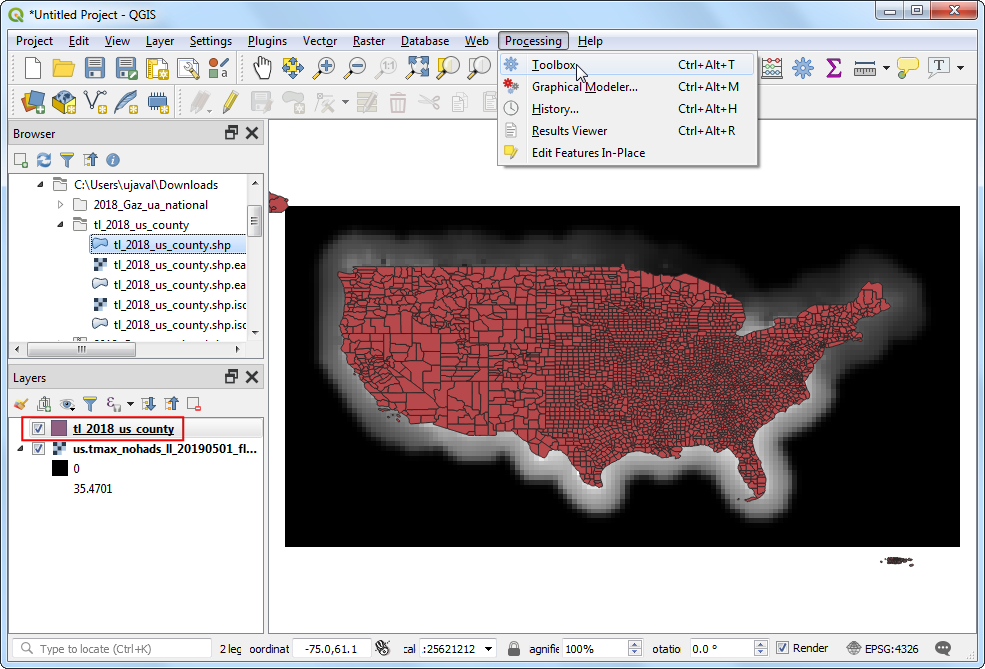 *Untitled Project - QGIS
Project Edit View Layer Settings Plugins Vector Raster Database Web Processing Help
Toolbox Ctrl+Alt+T
Graphical Modeler... Ctrl+Alt+M
History... Ctrl+Alt+H
Results Viewer Ctrl+Alt+R
Edit Features In-Place
Browser
C:\Users\ujaval\Downloads
2018_Gaz_ua_national
tl_2018_us_county
tl_2018_us_county.shp
tl_2018_us_county.shp.ea
tl_2018_us_county.shp.ea
tl_2018_us_county.shp.iso
tl_2018_us_county.shp.iso
Layers
tl_2018_us_county
us.tmax_nohads_ll_20190501_fl...
0
35.4701
Type to locate (Ctrl+K) 2 leg oordinat -75.0,61.1 cal :25621212 agnifie 100% otatio 0.0 ° Render EPSG:4326